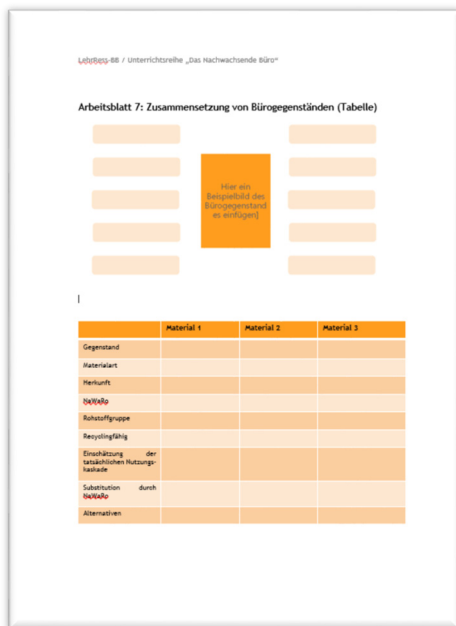 LehrRess-BB / Unterrichtsreihe „Das Nachwachsende Büro“
Arbeitsblatt 7: Zusammensetzung von Bürogegenständen (Tabelle)
Hier ein
Beispielbild des
Bürogegenstand
es einfügen]
Material 1 Material 2 Material 3
Gegenstand
Materialart
Herkunft
NaWaRo
Rohstoffgruppe
Recyclingfähig
Einschätzung der
tatsächlichen Nutzungs-
kaskade
Substitution durch
NaWaRo
Alternativen